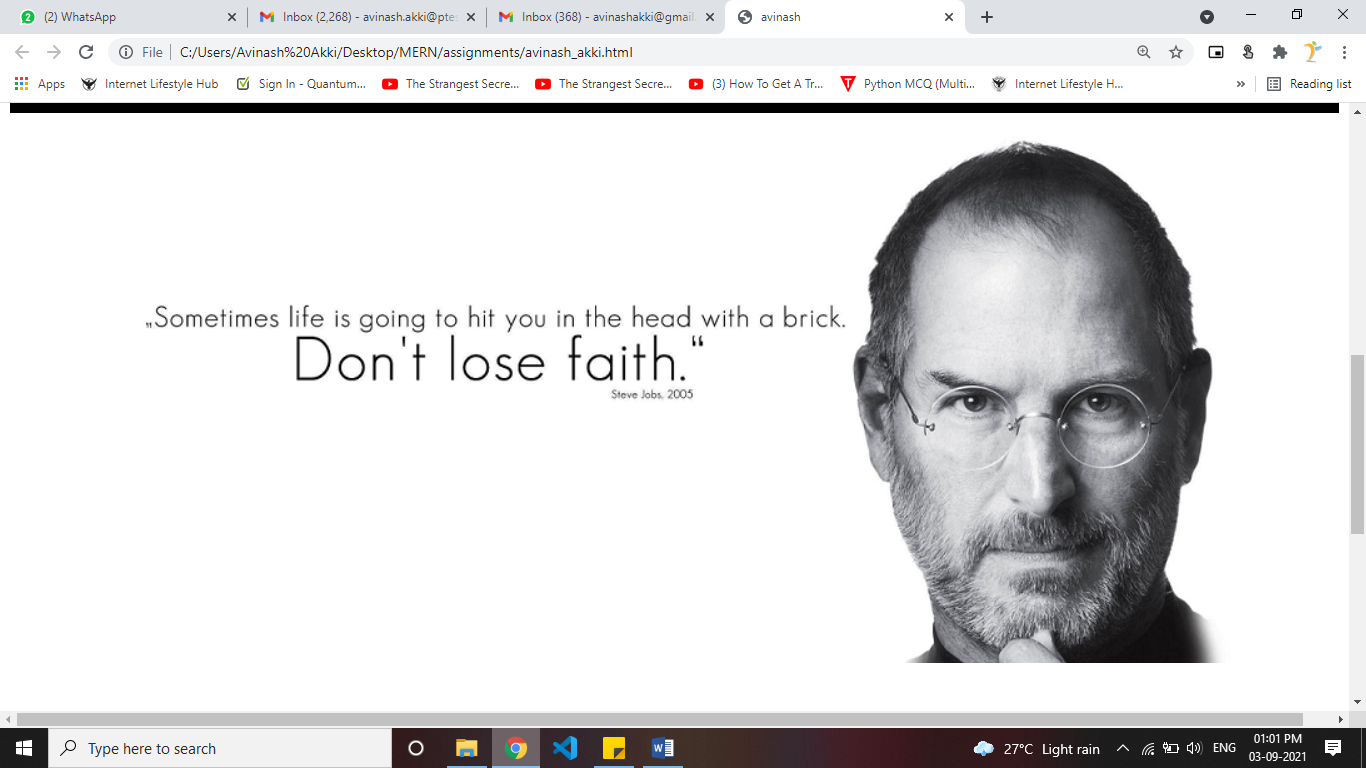 (2) WhatsApp
Inbox (2,268) - avinash.akki@pte
Inbox (368) - avinashakki@gmail.
avinash
File
C:/Users/Avinash%20Akki/Desktop/MERN/assignments/avinash_akki.html
Apps
Internet Lifestyle Hub
Sign In - Quantum...
The Strangest Secre...
The Strangest Secre...
(3) How To Get A Tr...
Python MCQ (Multi...
Internet Lifestyle H...
»
Reading list
„Sometimes life is going to hit you in the head with a brick.
Don't lose faith.“
Steve Jobs, 2005
Type here to search
27°C Light rain
ENG
01:01 PM
03-09-2021